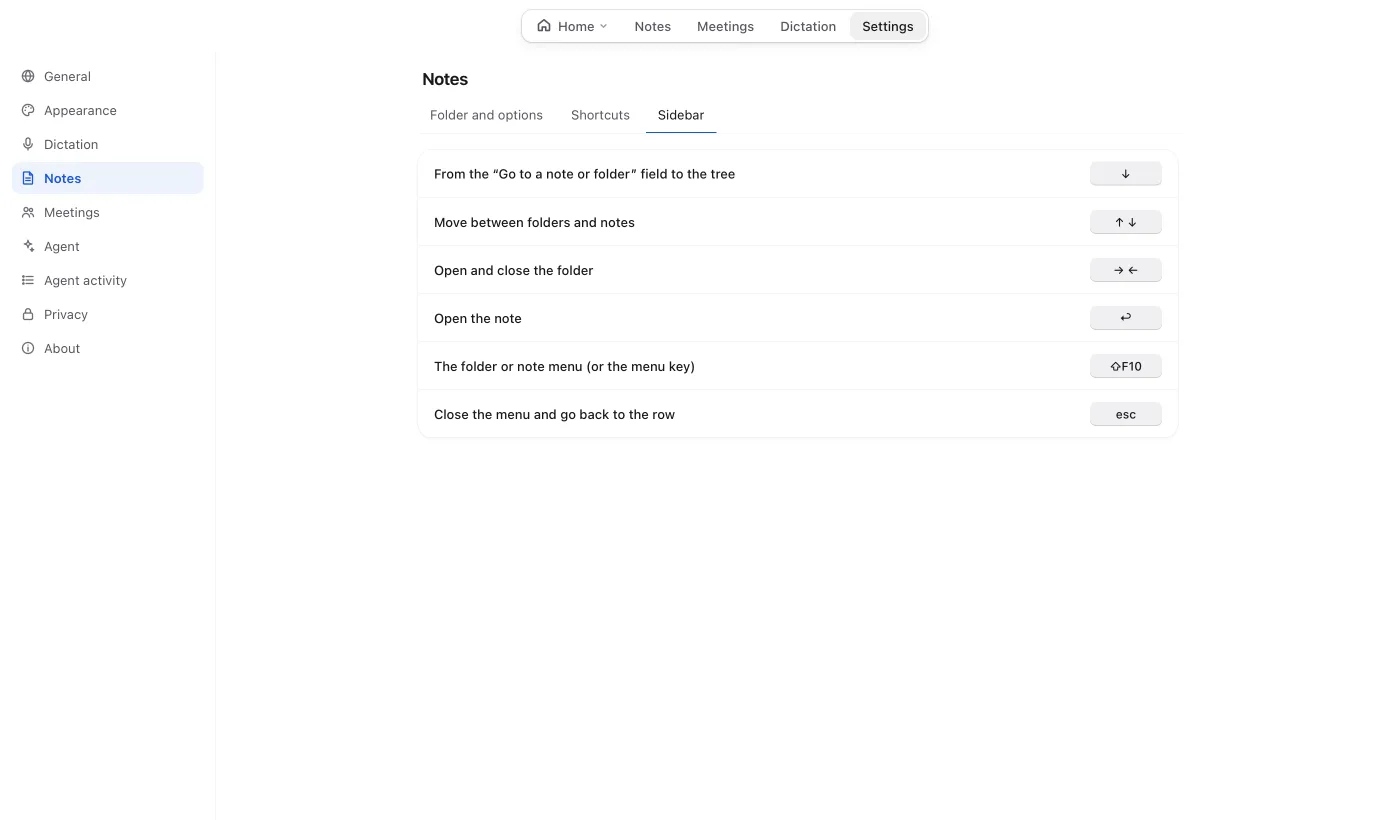 Home
Notes
Meetings
Dictation
Settings
General
Appearance
Dictation
Notes
Meetings
Agent
Agent activity
Privacy
About
Notes
Folder and options
Shortcuts
Sidebar
From the “Go to a note or folder” field to the tree
↓
Move between folders and notes
↑ ↓
Open and close the folder
→ ←
Open the note
↩
The folder or note menu (or the menu key)
⇧F10
Close the menu and go back to the row
esc